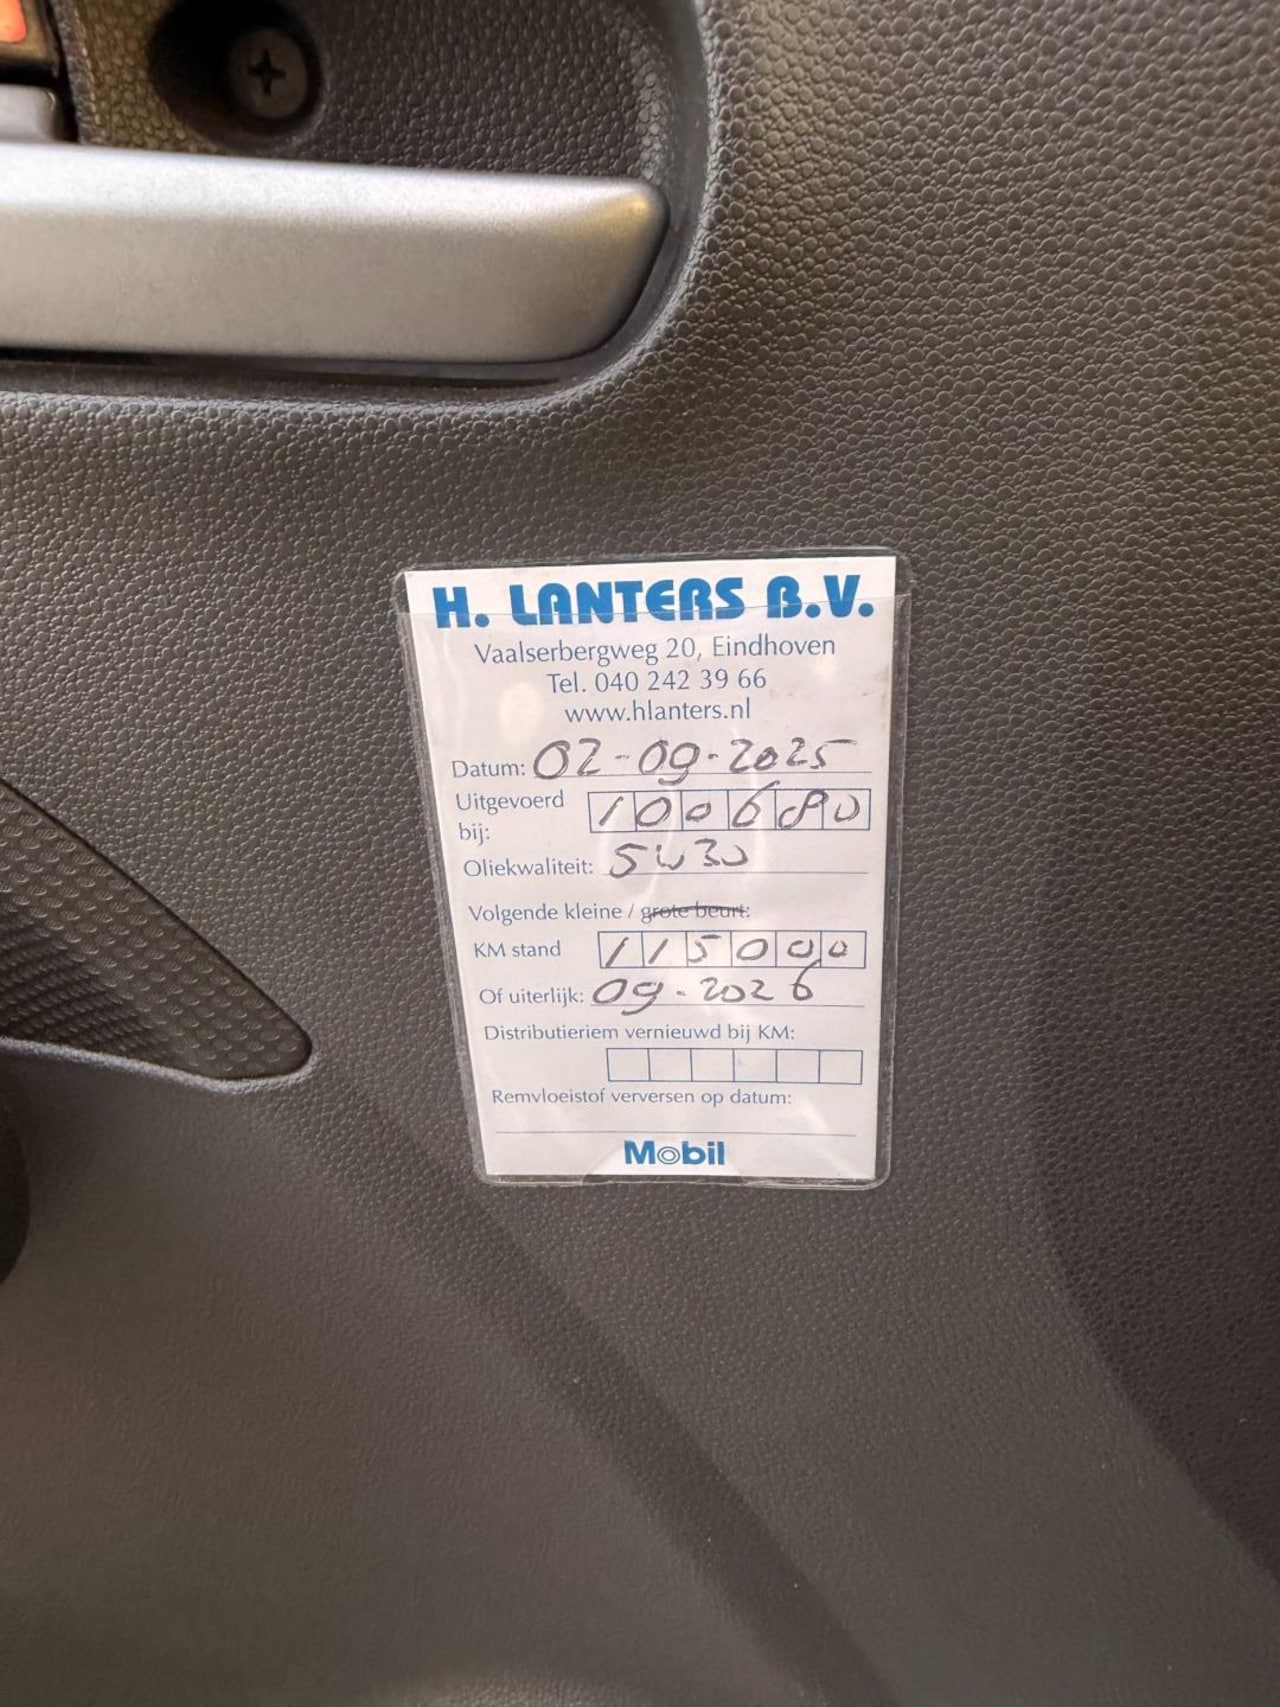 H. LANTERS B.V.
Vaalserbergweg 20, Eindhoven
Tel. 040 242 39 66
www.hlanters.nl
Datum: 02-09-2025
Uitgevoerd bij: 100680
Oliekwaliteit: 5W30
Volgende kleine / grote beurt:
KM stand 115000
Of uiterlijk: 09-2026
Distributieriem vernieuwd bij KM:
Remvloeistof verversen op datum:
Mobil